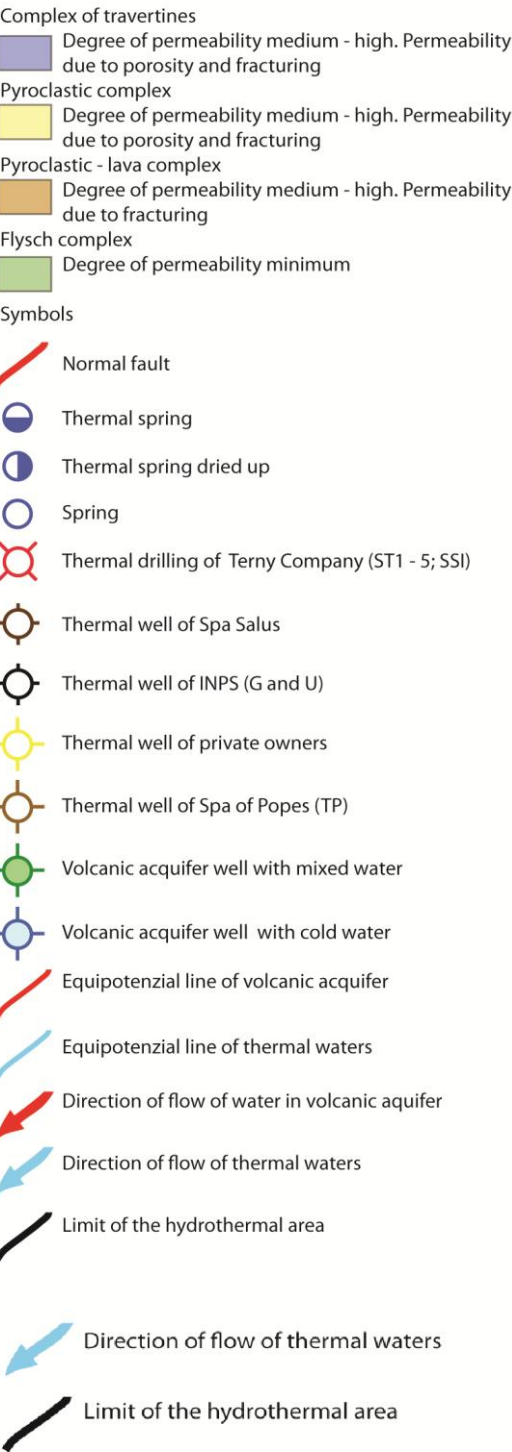 Complex of travertines
Degree of permeability medium - high. Permeability
due to porosity and fracturing
Pyroclastic complex
Degree of permeability medium - high. Permeability
due to porosity and fracturing
Pyroclastic - lava complex
Degree of permeability medium - high. Permeability
due to fracturing
Flysch complex
Degree of permeability minimum
Symbols
Normal fault
Thermal spring
Thermal spring dried up
Spring
Thermal drilling of Terny Company (ST1 - 5; SSI)
Thermal well of Spa Salus
Thermal well of INPS (G and U)
Thermal well of private owners
Thermal well of Spa of Popes (TP)
Volcanic acquifer well with mixed water
Volcanic acquifer well with cold water
Equipotenzial line of volcanic acquifer
Equipotenzial line of thermal waters
Direction of flow of water in volcanic aquifer
Direction of flow of thermal waters
Limit of the hydrothermal area
Direction of flow of thermal waters
Limit of the hydrothermal area